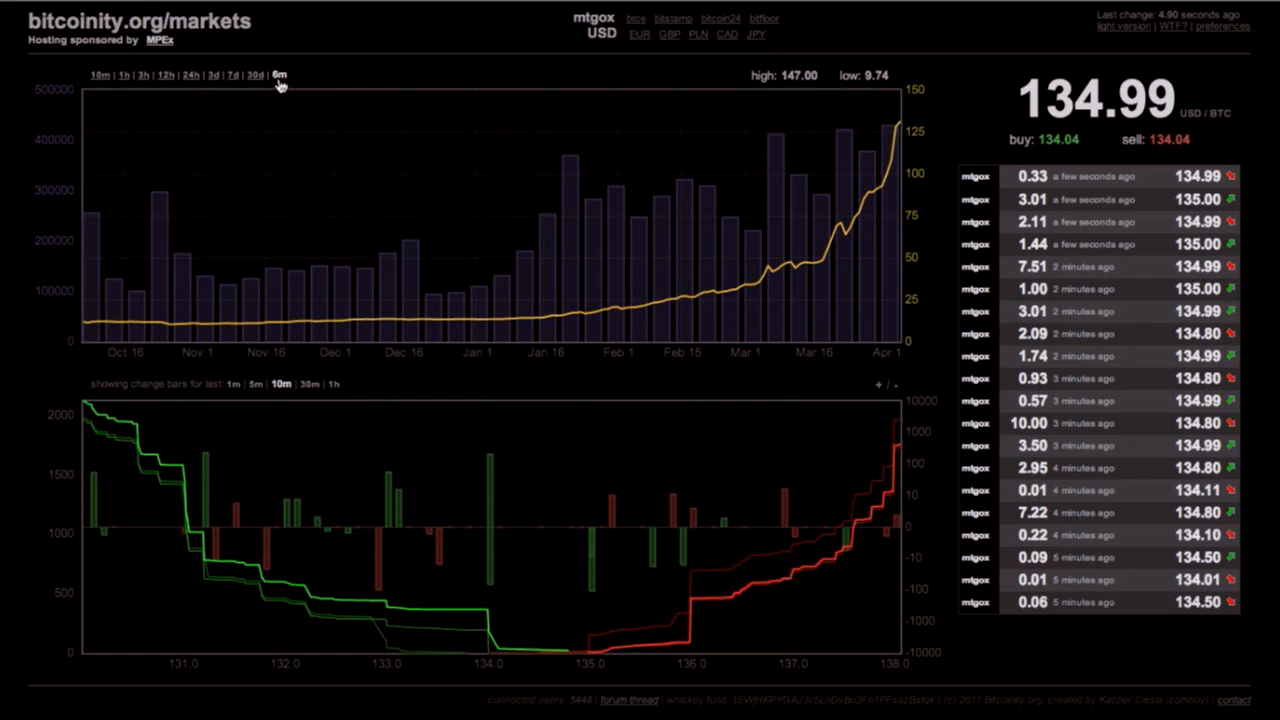 bitcoinity.org/markets
Hosting sponsored by MPEx
mtgox btce bitstamp bitcoin24 bitfloor
USD EUR GBP PLN CAD JPY
Last change: 4.90 seconds ago
light version | WTF? | preferences
10m | 1h | 3h | 12h | 24h | 3d | 7d | 30d | 6m
high: 147.00 low: 9.74
500000
400000
300000
200000
100000
0
150
125
100
75
50
25
0
Oct 16 Nov 1 Nov 16 Dec 1 Dec 16 Jan 1 Jan 16 Feb 1 Feb 15 Mar 1 Mar 16 Apr 1
showing change bars for last: 1m | 5m | 10m | 30m | 1h
+ / -
2000
1500
1000
500
0
10000
1000
100
10
0
-10
-100
-1000
-10000
131.0 132.0 133.0 134.0 135.0 136.0 137.0 138.0
134.99 USD / BTC
buy: 134.04 sell: 134.04
mtgox 0.33 a few seconds ago 134.99
mtgox 3.01 a few seconds ago 135.00
mtgox 2.11 a few seconds ago 134.99
mtgox 1.44 a few seconds ago 135.00
mtgox 7.51 2 minutes ago 134.99
mtgox 1.00 2 minutes ago 135.00
mtgox 3.01 2 minutes ago 134.99
mtgox 2.09 2 minutes ago 134.80
mtgox 1.74 2 minutes ago 134.99
mtgox 0.93 3 minutes ago 134.80
mtgox 0.57 3 minutes ago 134.99
mtgox 10.00 3 minutes ago 134.80
mtgox 3.50 3 minutes ago 134.99
mtgox 2.95 4 minutes ago 134.80
mtgox 0.01 4 minutes ago 134.11
mtgox 7.22 4 minutes ago 134.80
mtgox 0.22 4 minutes ago 134.10
mtgox 0.09 5 minutes ago 134.50
mtgox 0.01 5 minutes ago 134.01
mtgox 0.06 5 minutes ago 134.50
connected users: 5446 | forum thread | whiskey fund: | (c) 2011 Bitcoinity.org, created by Kacper Cieśla (comboy) | contact